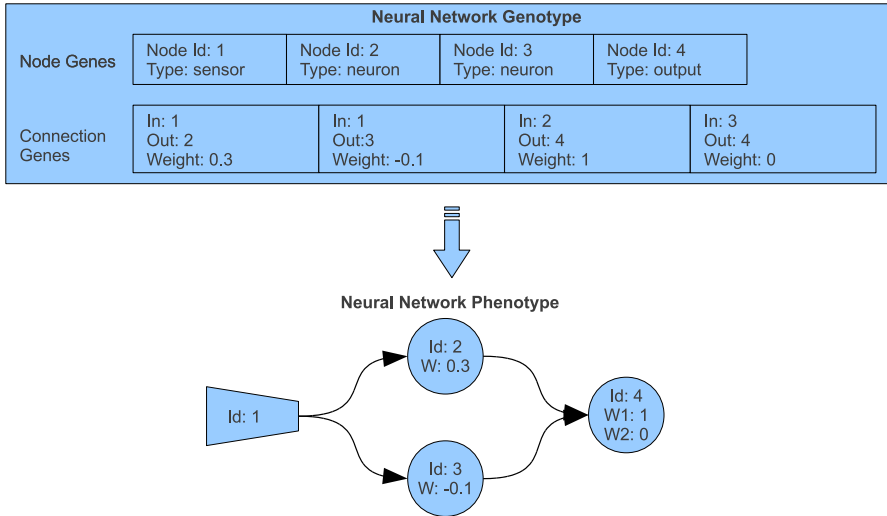 Neural Network Genotype
Node Genes
Node Id: 1
Type: sensor
Node Id: 2
Type: neuron
Node Id: 3
Type: neuron
Node Id: 4
Type: output
Connection
Genes
In: 1
Out: 2
Weight: 0.3
In: 1
Out:3
Weight: -0.1
In: 2
Out: 4
Weight: 1
In: 3
Out: 4
Weight: 0
Neural Network Phenotype
Id: 1
Id: 2
W: 0.3
Id: 3
W: -0.1
Id: 4
W1: 1
W2: 0